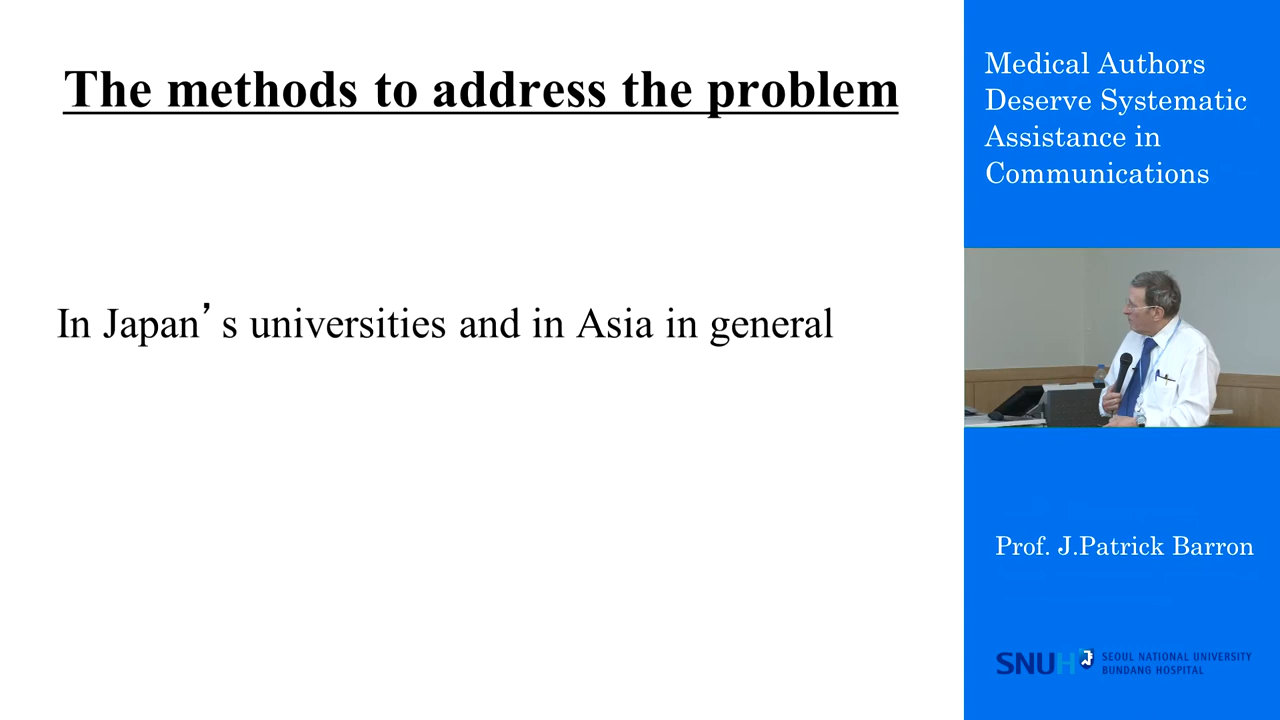 The methods to address the problem
In Japan’s universities and in Asia in general
Medical Authors
Deserve Systematic
Assistance in
Communications
Prof. J.Patrick Barron
SNUH
SEOUL NATIONAL UNIVERSITY
BUNDANG HOSPITAL